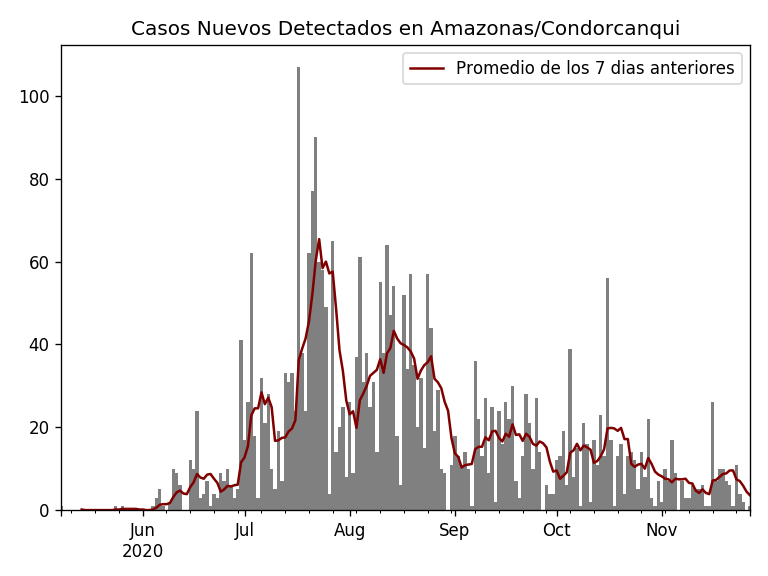 Casos Nuevos Detectados en Amazonas/Condorcanqui
Promedio de los 7 dias anteriores
100
80
60
40
20
0
Jun
2020
Jul
Aug
Sep
Oct
Nov